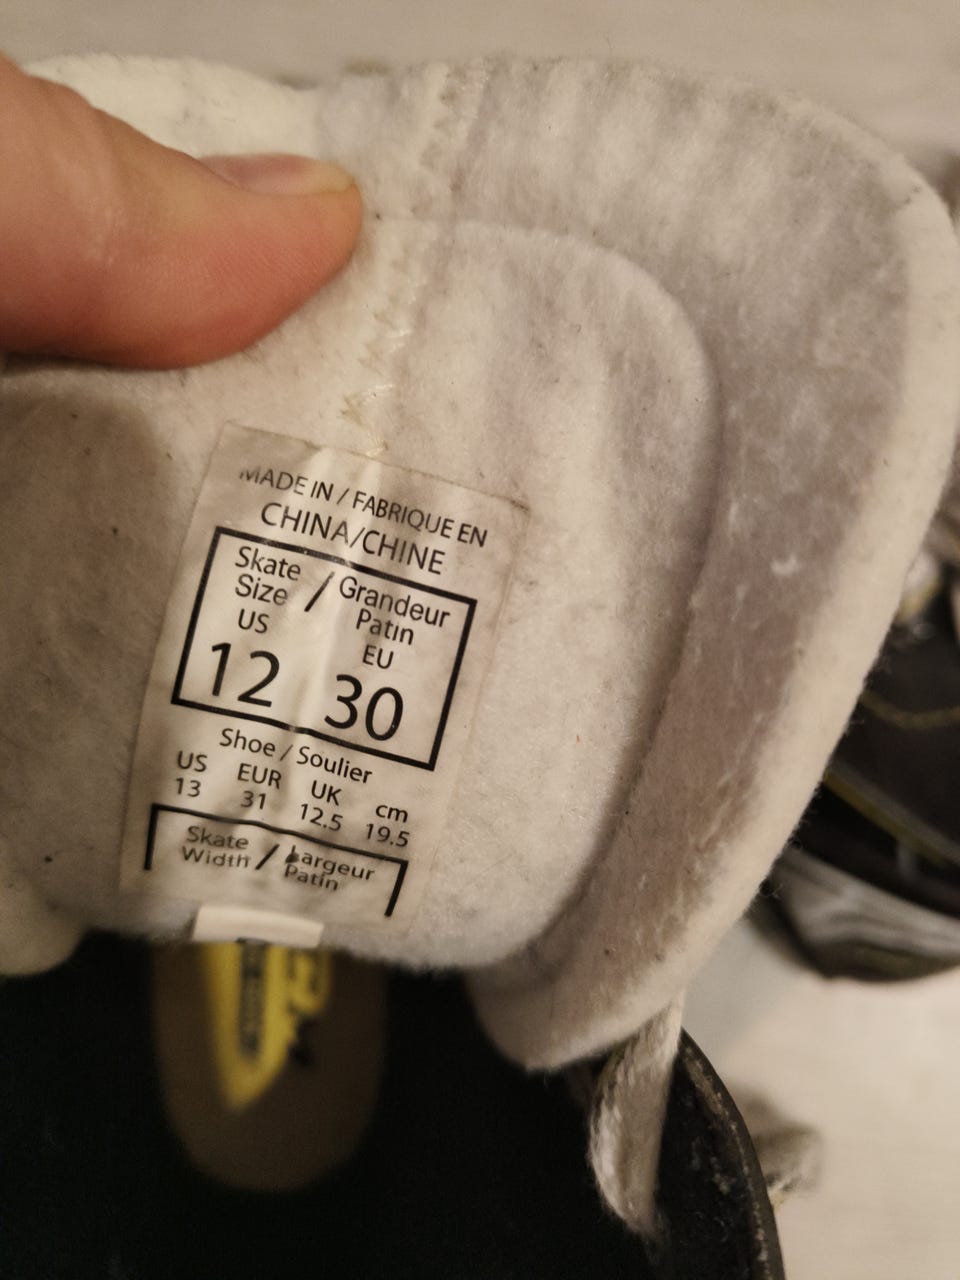 MADE IN / FABRIQUE EN
CHINA/CHINE
Skate Size / Grandeur Patin
US EU
12 30
Shoe / Soulier
US EUR UK cm
13 31 12.5 19.5
Skate Width / Largeur Patin